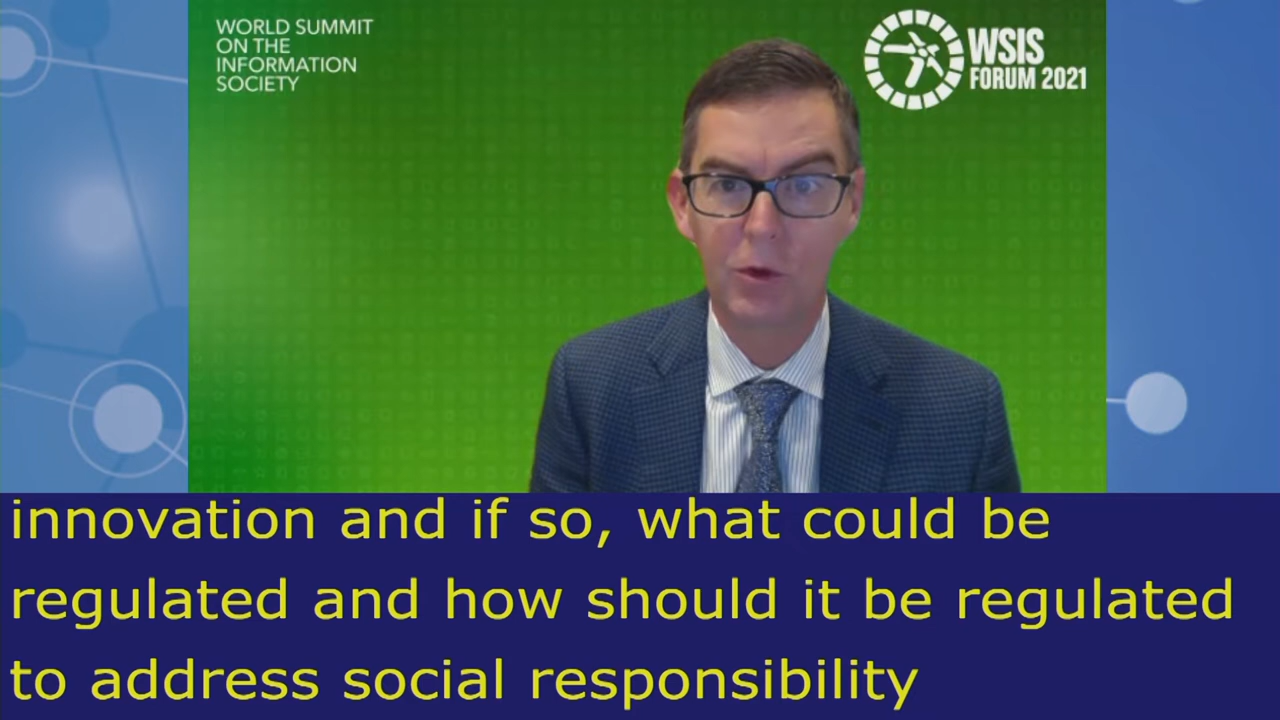 WORLD SUMMIT
ON THE
INFORMATION
SOCIETY
WSIS
FORUM 2021
innovation and if so, what could be
regulated and how should it be regulated
to address social responsibility